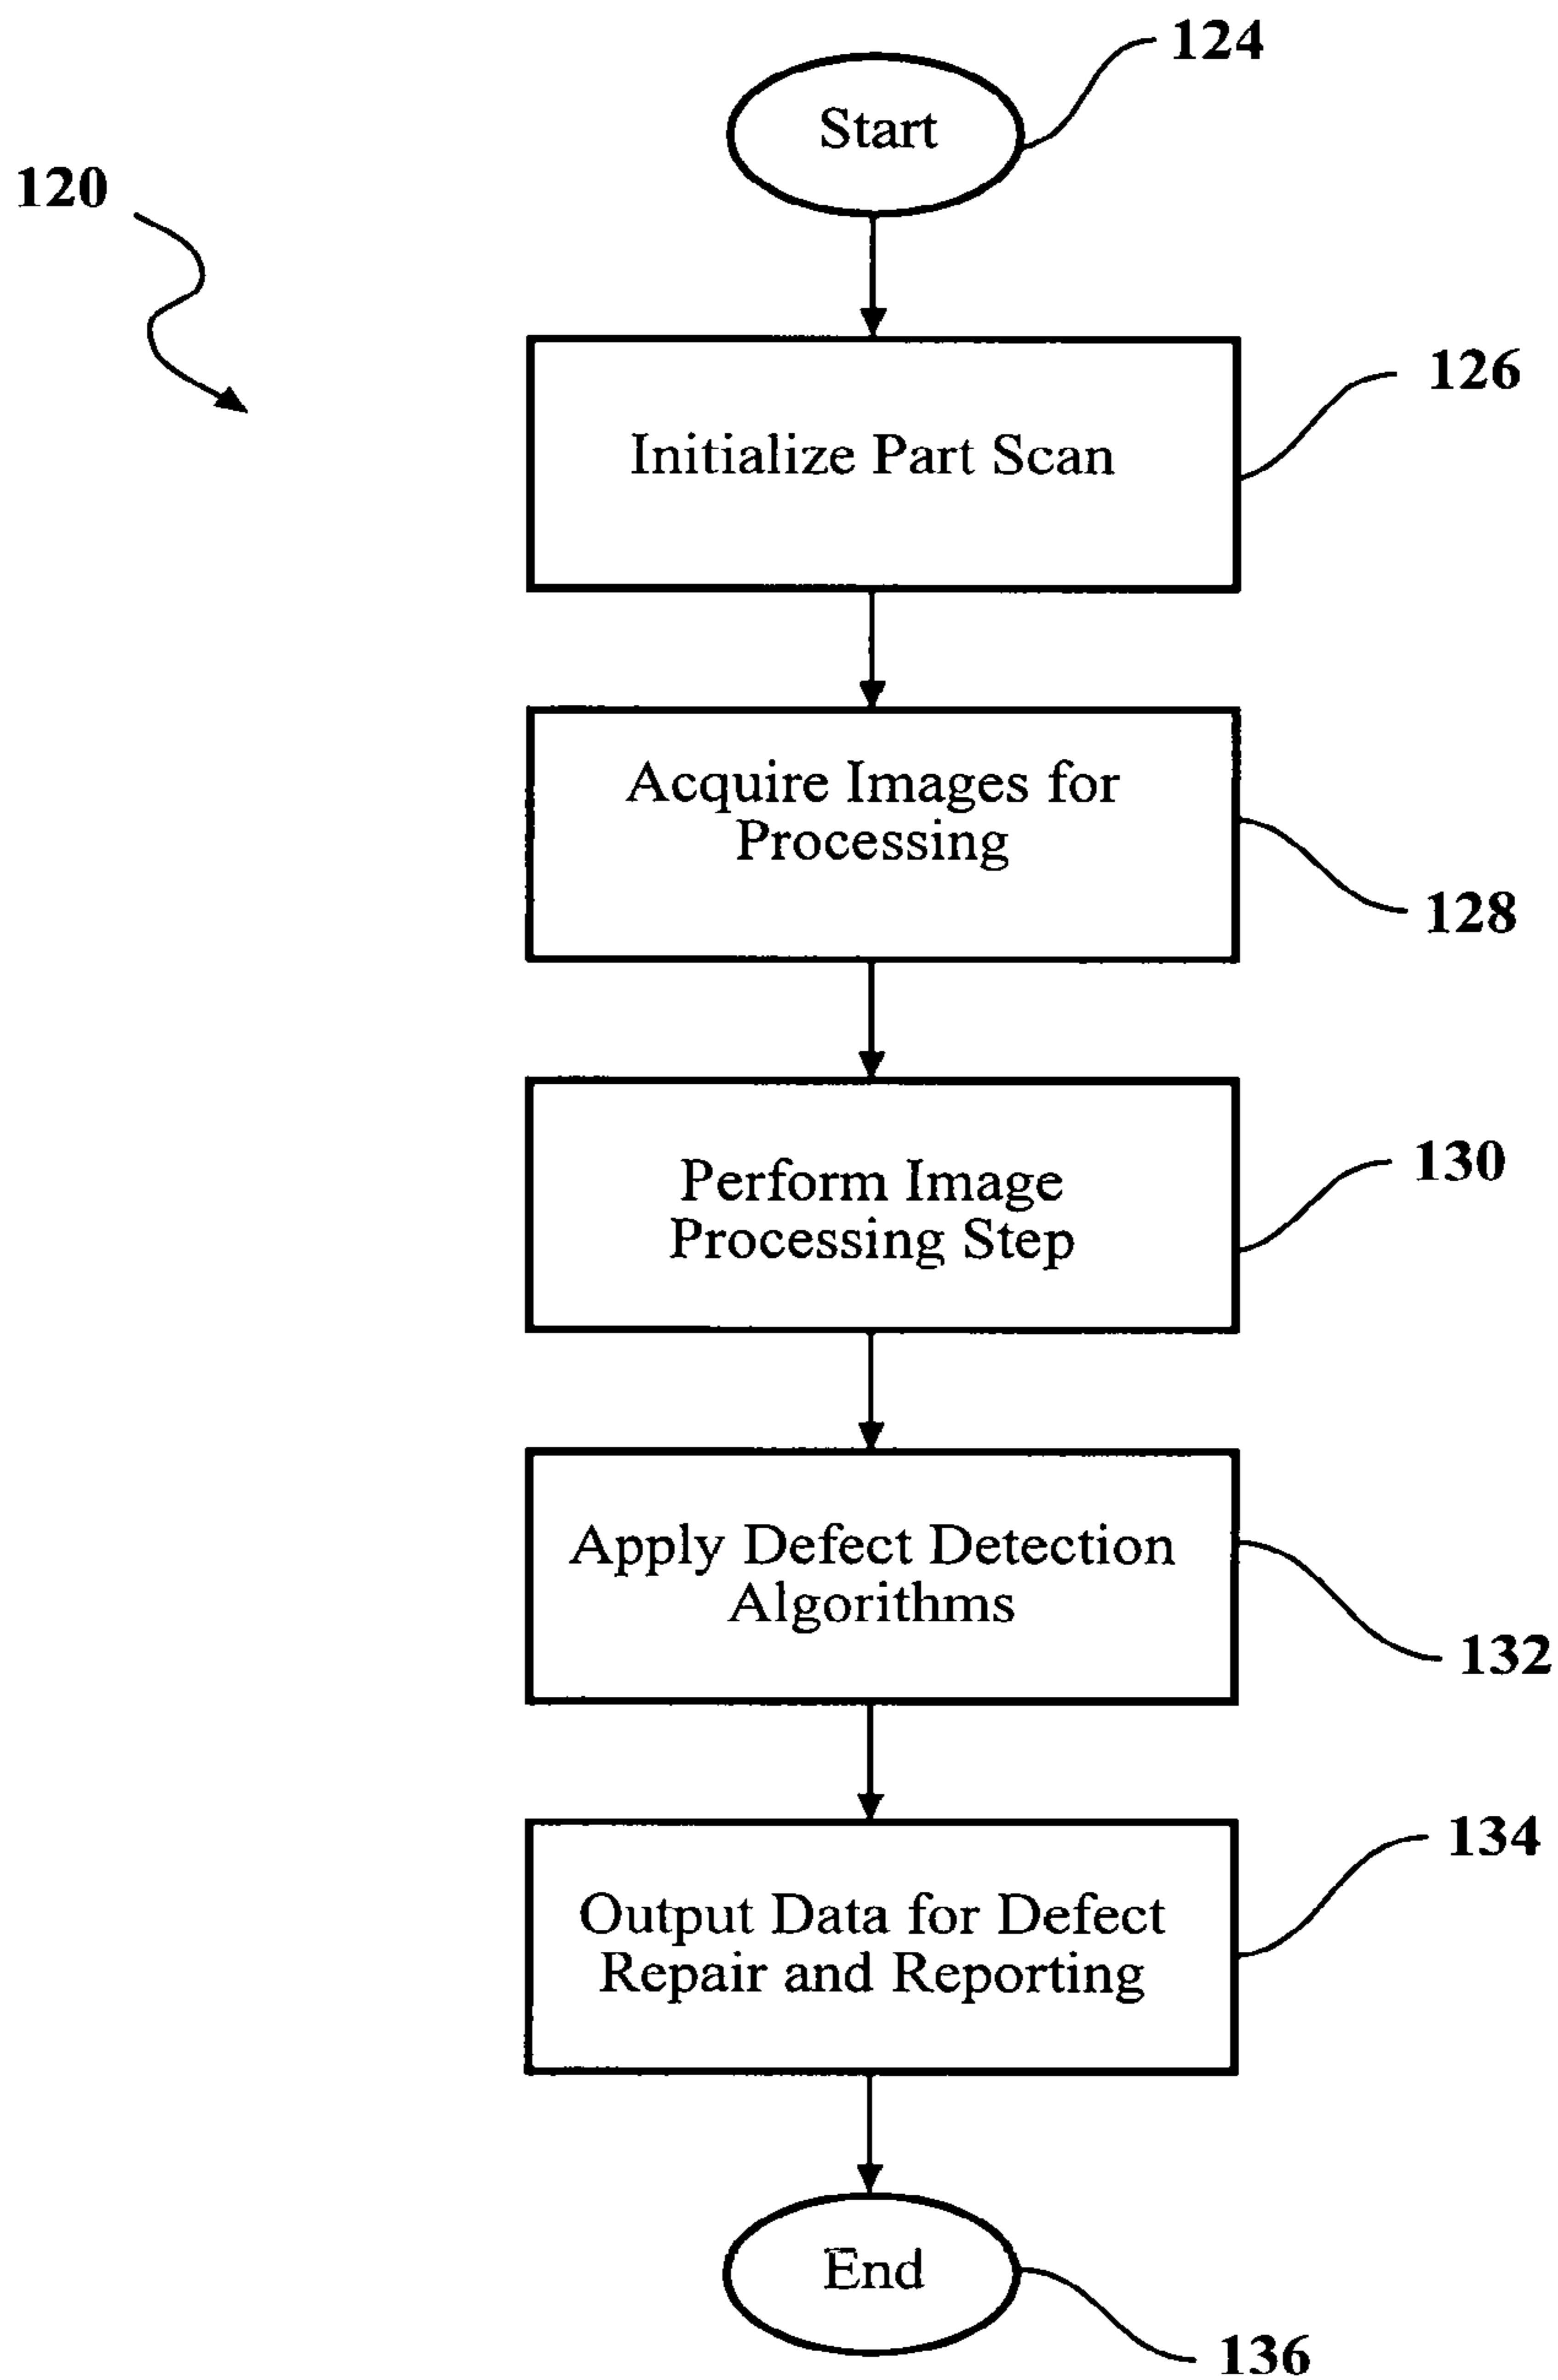 124
Start
120
126
Initialize Part Scan
Acquire Images for
Processing
128
130
Perform Image
Processing Step
Apply Defect Detection
Algorithms
132
134
Output Data for Defect
Repair and Reporting
End
136